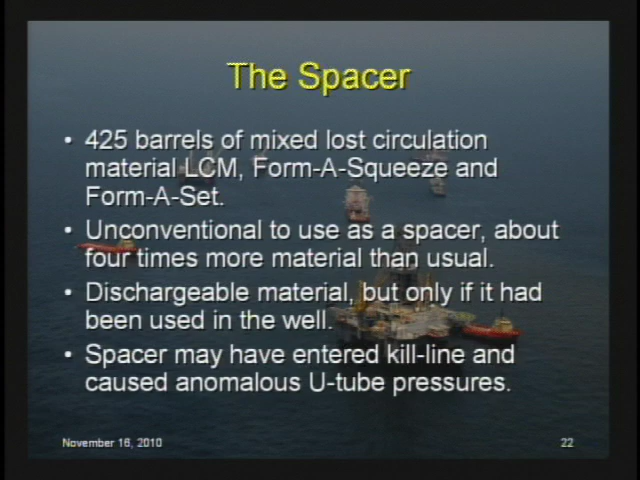 The Spacer
• 425 barrels of mixed lost circulation
material LCM, Form-A-Squeeze and
Form-A-Set.
• Unconventional to use as a spacer, about
four times more material than usual.
• Dischargeable material, but only if it had
been used in the well.
• Spacer may have entered kill-line and
caused anomalous U-tube pressures.
November 16, 2010
22